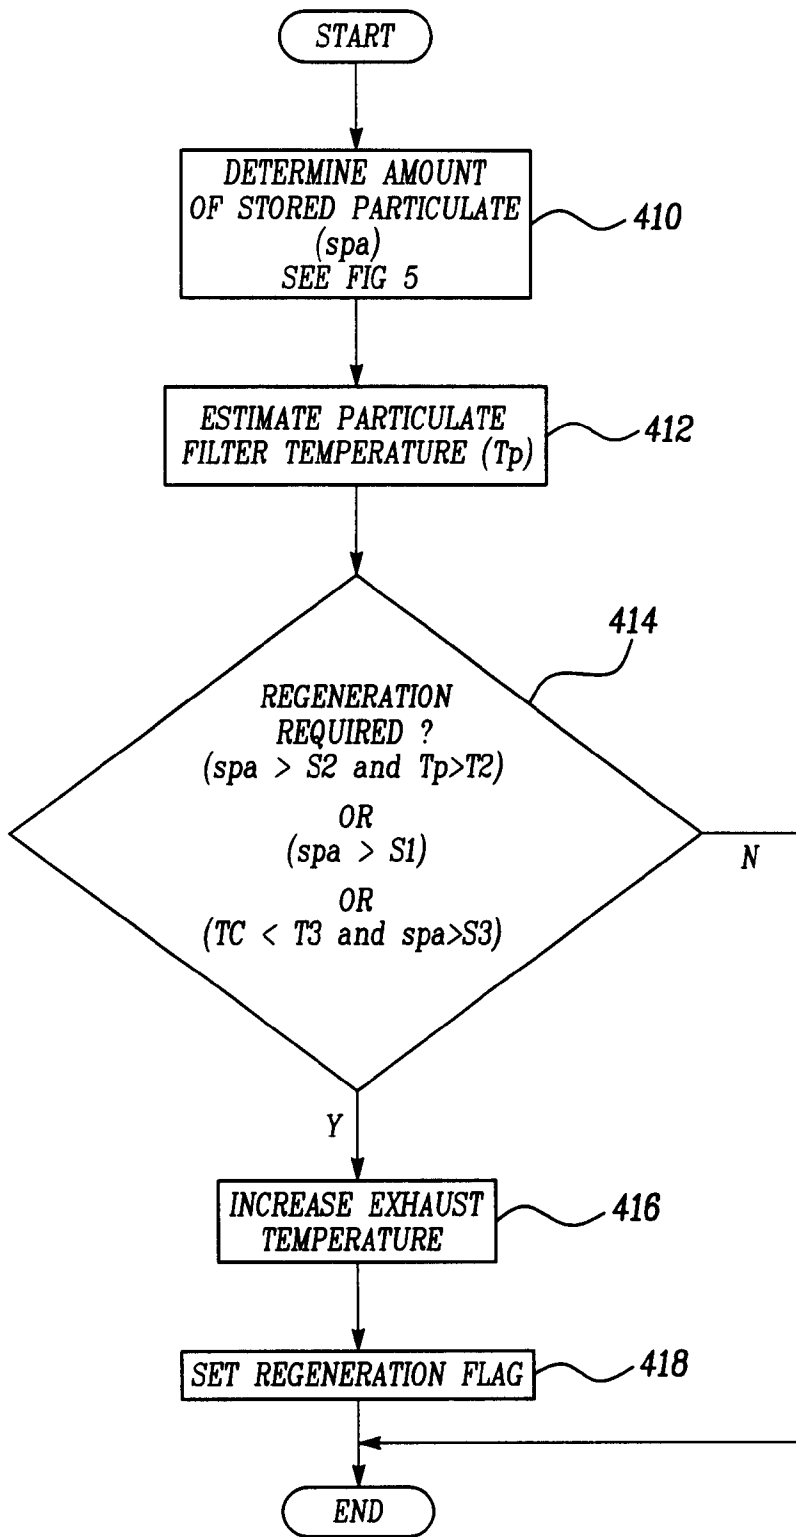 START
DETERMINE AMOUNT
OF STORED PARTICULATE
(spa)
SEE FIG 5
410
ESTIMATE PARTICULATE
FILTER TEMPERATURE (Tp)
412
414
REGENERATION
REQUIRED ?
(spa > S2 and Tp>T2)
OR
(spa > S1)
OR
(TC < T3 and spa>S3)
N
Y
INCREASE EXHAUST
TEMPERATURE
416
SET REGENERATION FLAG
418
END